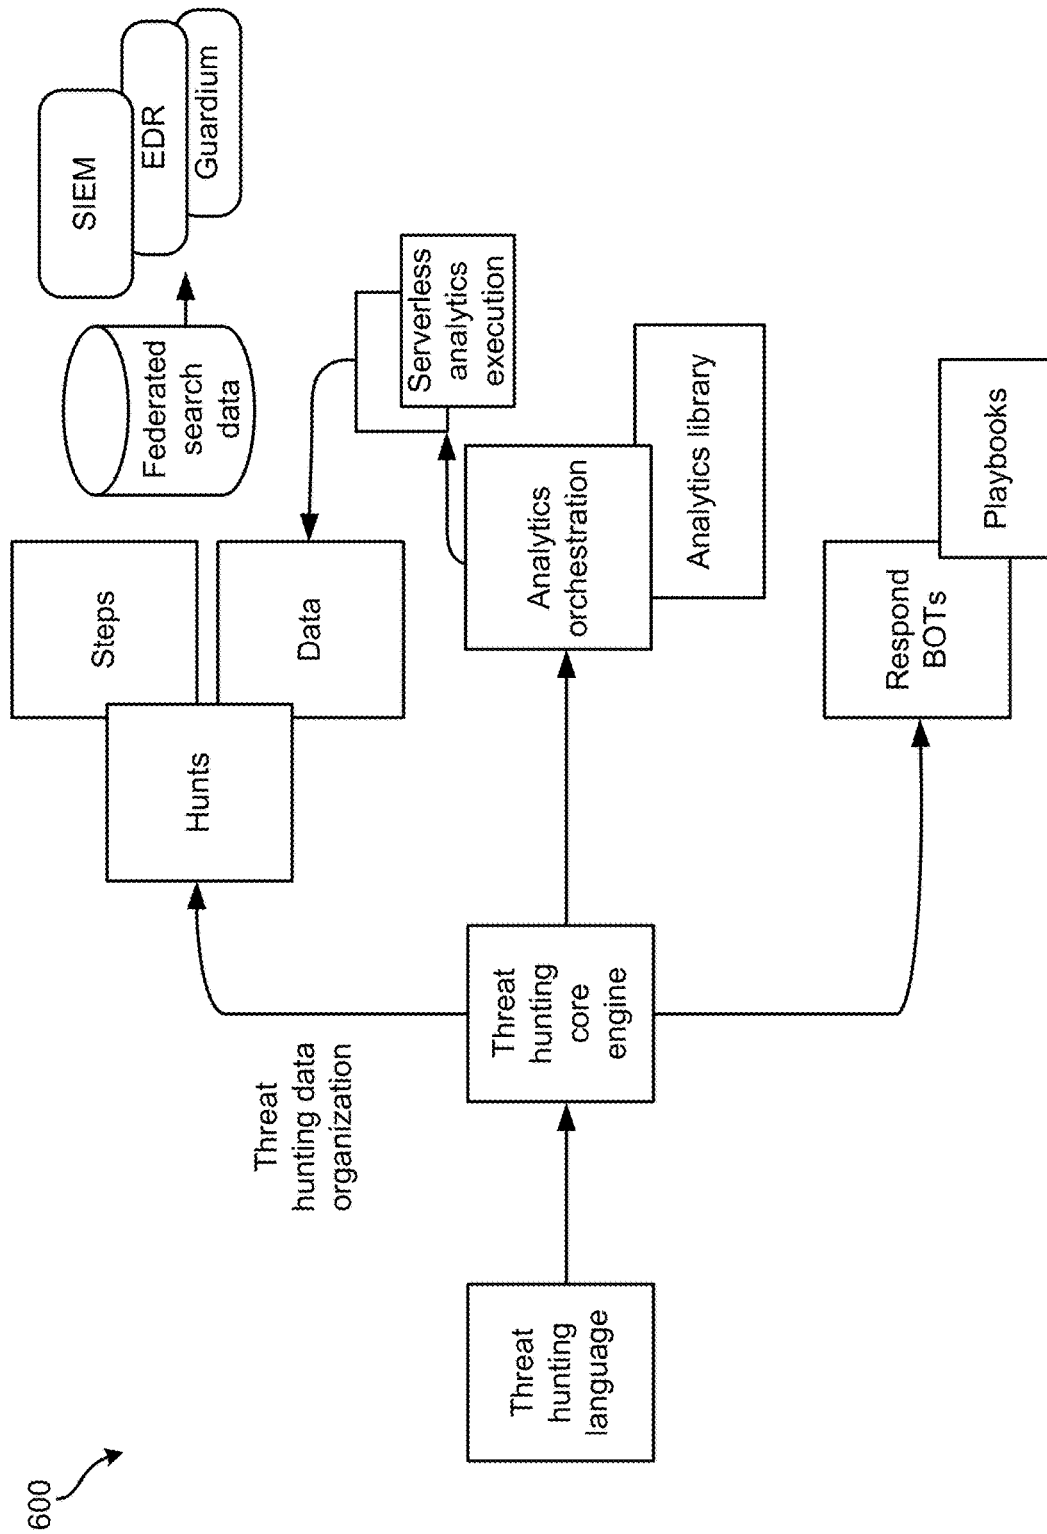 600
Threat
hunting
language
Threat
hunting data
organization
Threat
hunting
core
engine
Hunts
Steps
Data
Federated
search
data
SIEM
EDR
Guardium
Serverless
analytics
execution
Analytics
orchestration
Analytics library
Respond
BOTs
Playbooks